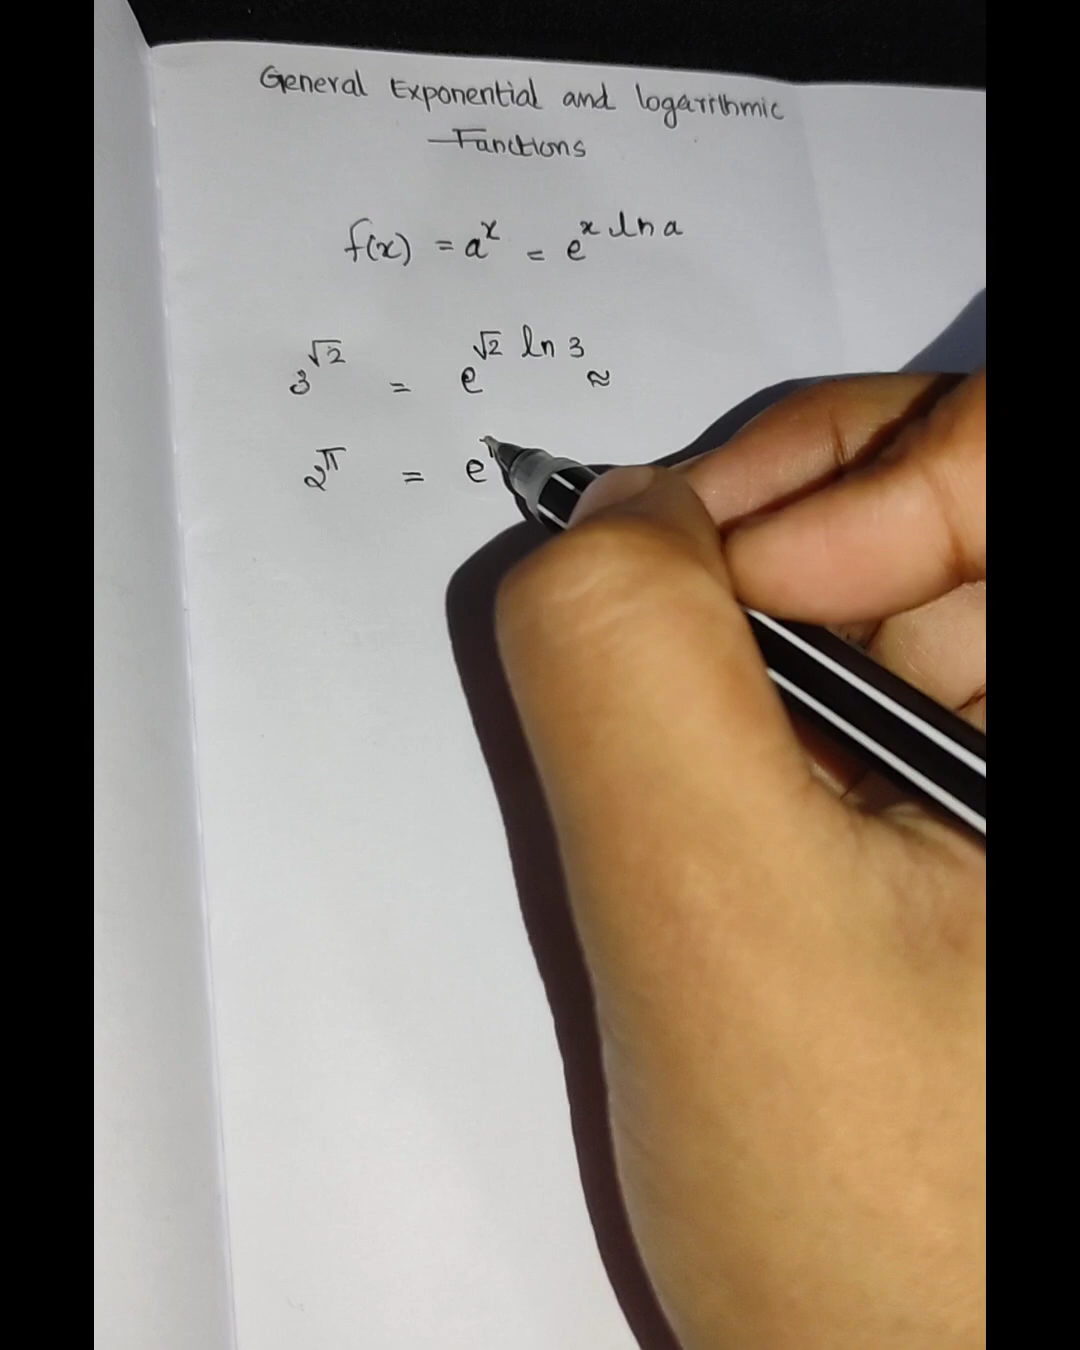 General Exponential and logarithmic
Functions
f(x) = a^x = e^{x ln a}
3^{√2} = e^{√2 ln 3} ≈
2^π = e